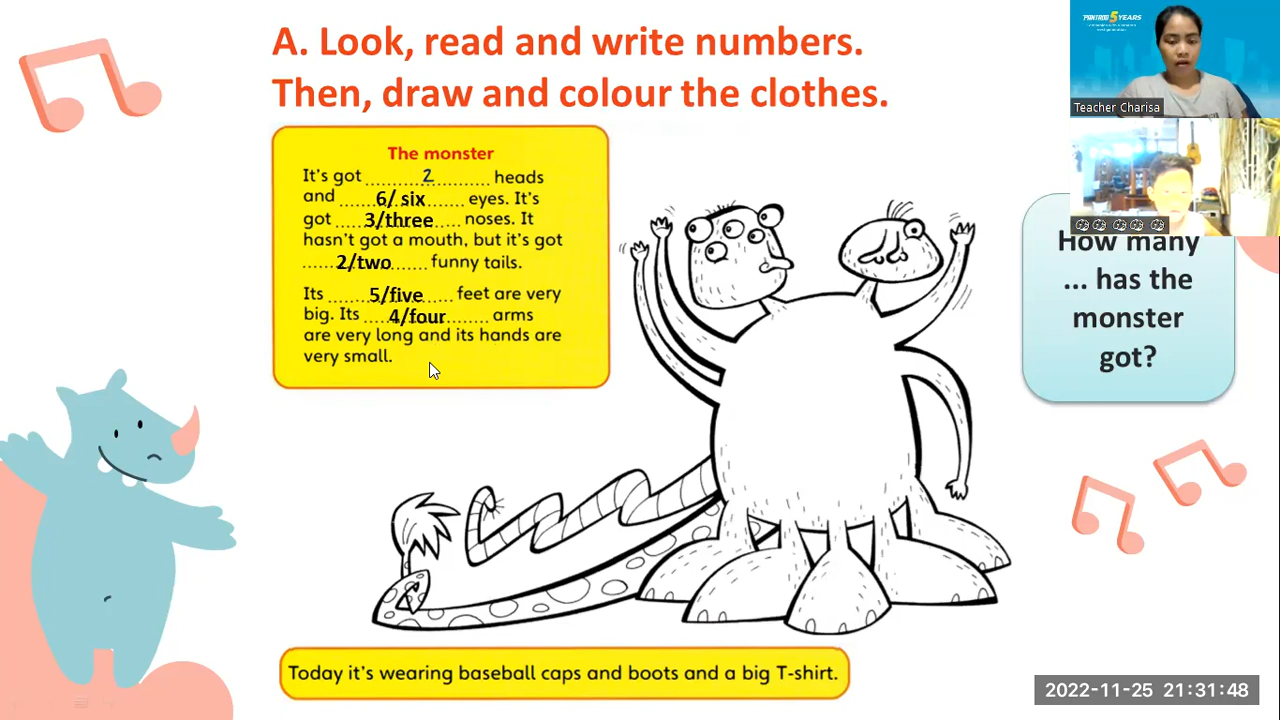 A. Look, read and write numbers.
Then, draw and colour the clothes.
The monster
It's got ........2........ heads
and ....6/ six...... eyes. It's
got ....3/three..... noses. It
hasn't got a mouth, but it's got
......2/two....... funny tails.
Its ......5/five...... feet are very
big. Its .....4/four........ arms
are very long and its hands are
very small.
How many
... has the
monster
got?
Today it's wearing baseball caps and boots and a big T-shirt.
5 YEARS
Teacher Charisa
2022-11-25 21:31:48